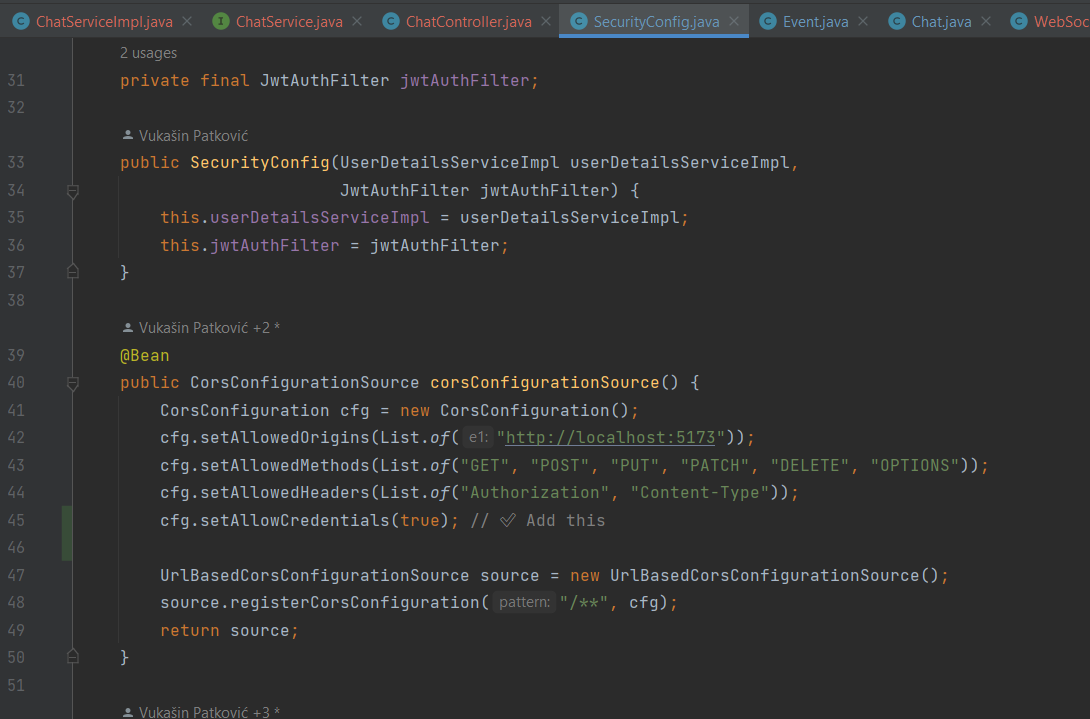 ChatServiceImpl.java ChatService.java ChatController.java SecurityConfig.java Event.java Chat.java WebSoc
2 usages
31 private final JwtAuthFilter jwtAuthFilter;
32
Vukašin Patković
33 public SecurityConfig(UserDetailsServiceImpl userDetailsServiceImpl,
34 JwtAuthFilter jwtAuthFilter) {
35 this.userDetailsServiceImpl = userDetailsServiceImpl;
36 this.jwtAuthFilter = jwtAuthFilter;
37 }
38
Vukašin Patković +2 *
39 @Bean
40 public CorsConfigurationSource corsConfigurationSource() {
41 CorsConfiguration cfg = new CorsConfiguration();
42 cfg.setAllowedOrigins(List.of( e1: "http://localhost:5173"));
43 cfg.setAllowedMethods(List.of("GET", "POST", "PUT", "PATCH", "DELETE", "OPTIONS"));
44 cfg.setAllowedHeaders(List.of("Authorization", "Content-Type"));
45 cfg.setAllowCredentials(true); // ✅ Add this
46
47 UrlBasedCorsConfigurationSource source = new UrlBasedCorsConfigurationSource();
48 source.registerCorsConfiguration( pattern: "/**", cfg);
49 return source;
50 }
51
Vukašin Patković +3 *